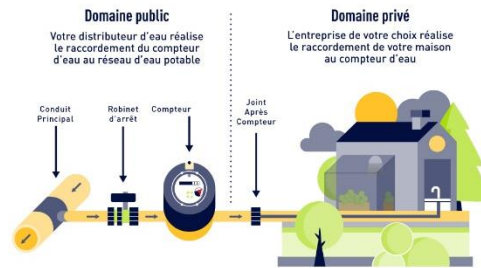 Domaine public
Votre distributeur d'eau réalise
le raccordement du compteur
d'eau au réseau d'eau potable
Domaine privé
L'entreprise de votre choix réalise
le raccordement de votre maison
au compteur d'eau
Conduit
Principal
Robinet
d'arrêt
Compteur
Joint
Après
Compteur